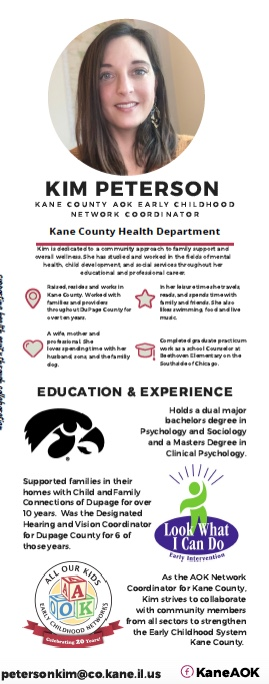 KIM PETERSON
KANE COUNTY AOK EARLY CHILDHOOD
NETWORK COORDINATOR
Kane County Health Department
Kim is dedicated to a community approach to family support and
overall wellness. She has studied and worked in the fields of mental
health, child development, and social services throughout her
educational and professional career.
Raised, resides and works in
Kane County. Worked with
families and providers
throughout DuPage County for
over ten years.
In her leisure time she travels,
reads, and spends time with
family and friends. She also
likes swimming, food and live
music.
A wife, mother and
professional. She
loves spending time with her
husband, sons, and the family
dog.
Completed graduate practicum
work as a school Counselor at
Beethoven Elementary on the
Southside of Chicago.
EDUCATION & EXPERIENCE
Holds a dual major
bachelors degree in
Psychology and Sociology
and a Masters Degree in
Clinical Psychology.
Supported families in their
homes with Child and Family
Connections of Dupage for over
10 years. Was the Designated
Hearing and Vision Coordinator
for Dupage County for 6 of
those years.
Look What
I Can Do
Early Intervention
ALL OUR KIDS
AOK
EARLY CHILDHOOD NETWORKS
Celebrating 20 Years!
As the AOK Network
Coordinator for Kane County,
Kim strives to collaborate
with community members
from all sectors to strengthen
the Early Childhood System
Kane County.
petersonkim@co.kane.il.us
KaneAOK